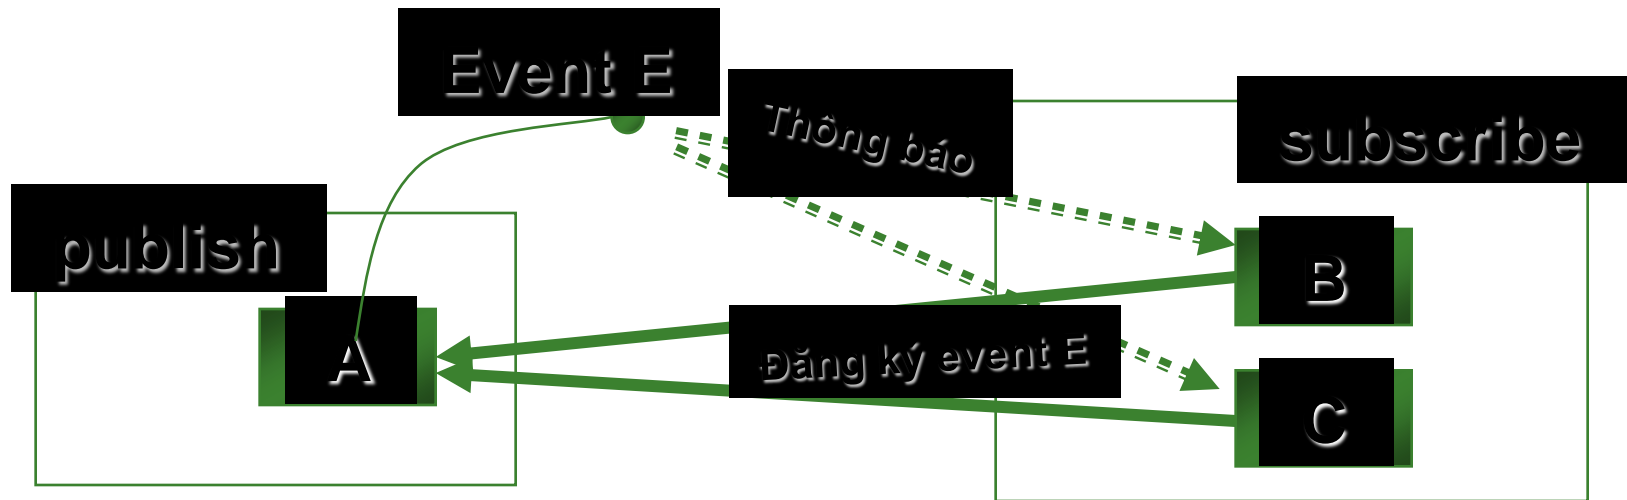 Event E
Thông báo
subscribe
publish
B
A
Đăng ký event E
C